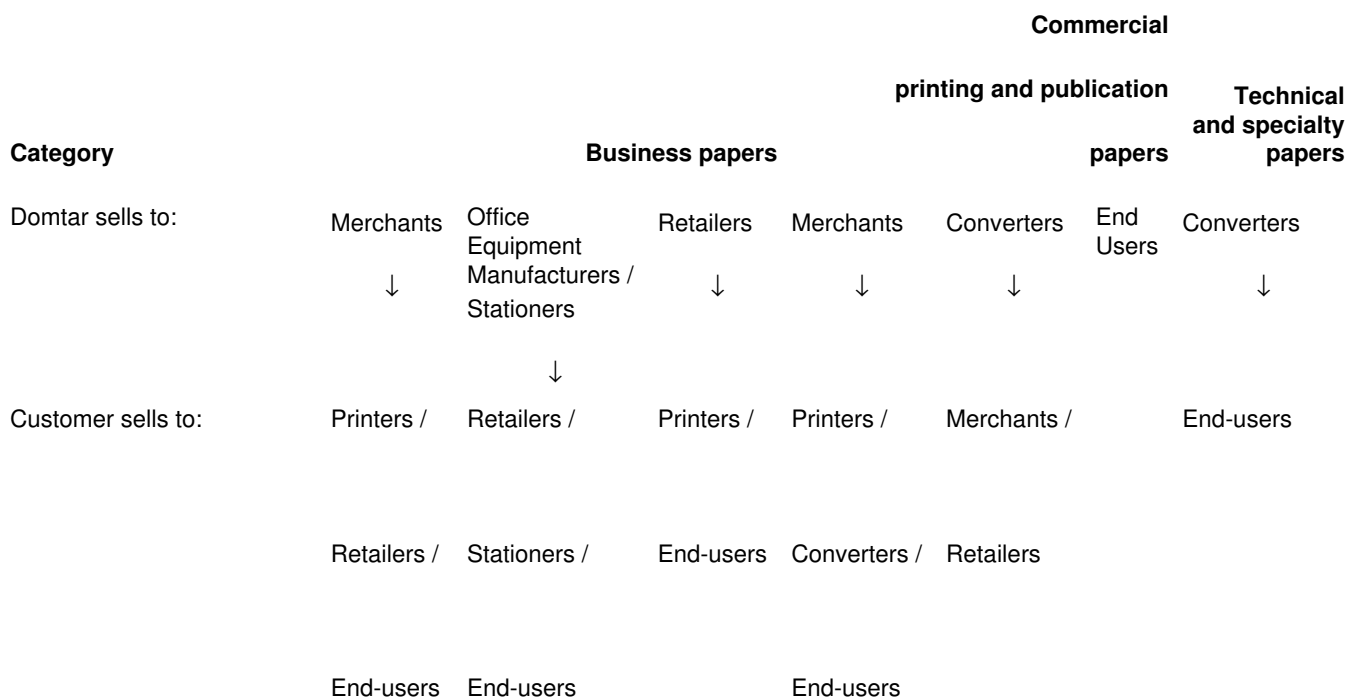 Commercial
printing and publication
Technical
and specialty
Category Business papers papers papers
Domtar sells to: Merchants Office Retailers Merchants Converters End Converters
Equipment Users
Manufacturers /
↓ ↓ ↓ ↓ ↓
Stationers
↓
Customer sells to: Printers / Retailers / Printers / Printers / Merchants / End-users
Retailers / Stationers / End-users Converters / Retailers
End-users End-users End-users